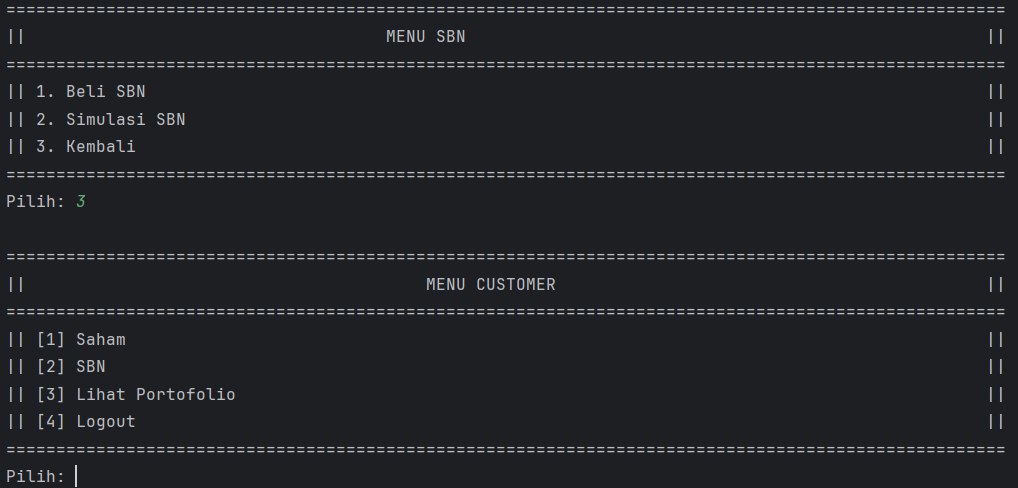 ====================================================================================================
||                                    MENU SBN                                                    ||
====================================================================================================
|| 1. Beli SBN                                                                                    ||
|| 2. Simulasi SBN                                                                                ||
|| 3. Kembali                                                                                     ||
====================================================================================================
Pilih: 3
====================================================================================================
||                                        MENU CUSTOMER                                           ||
====================================================================================================
|| [1] Saham                                                                                      ||
|| [2] SBN                                                                                        ||
|| [3] Lihat Portofolio                                                                           ||
|| [4] Logout                                                                                     ||
====================================================================================================
Pilih: